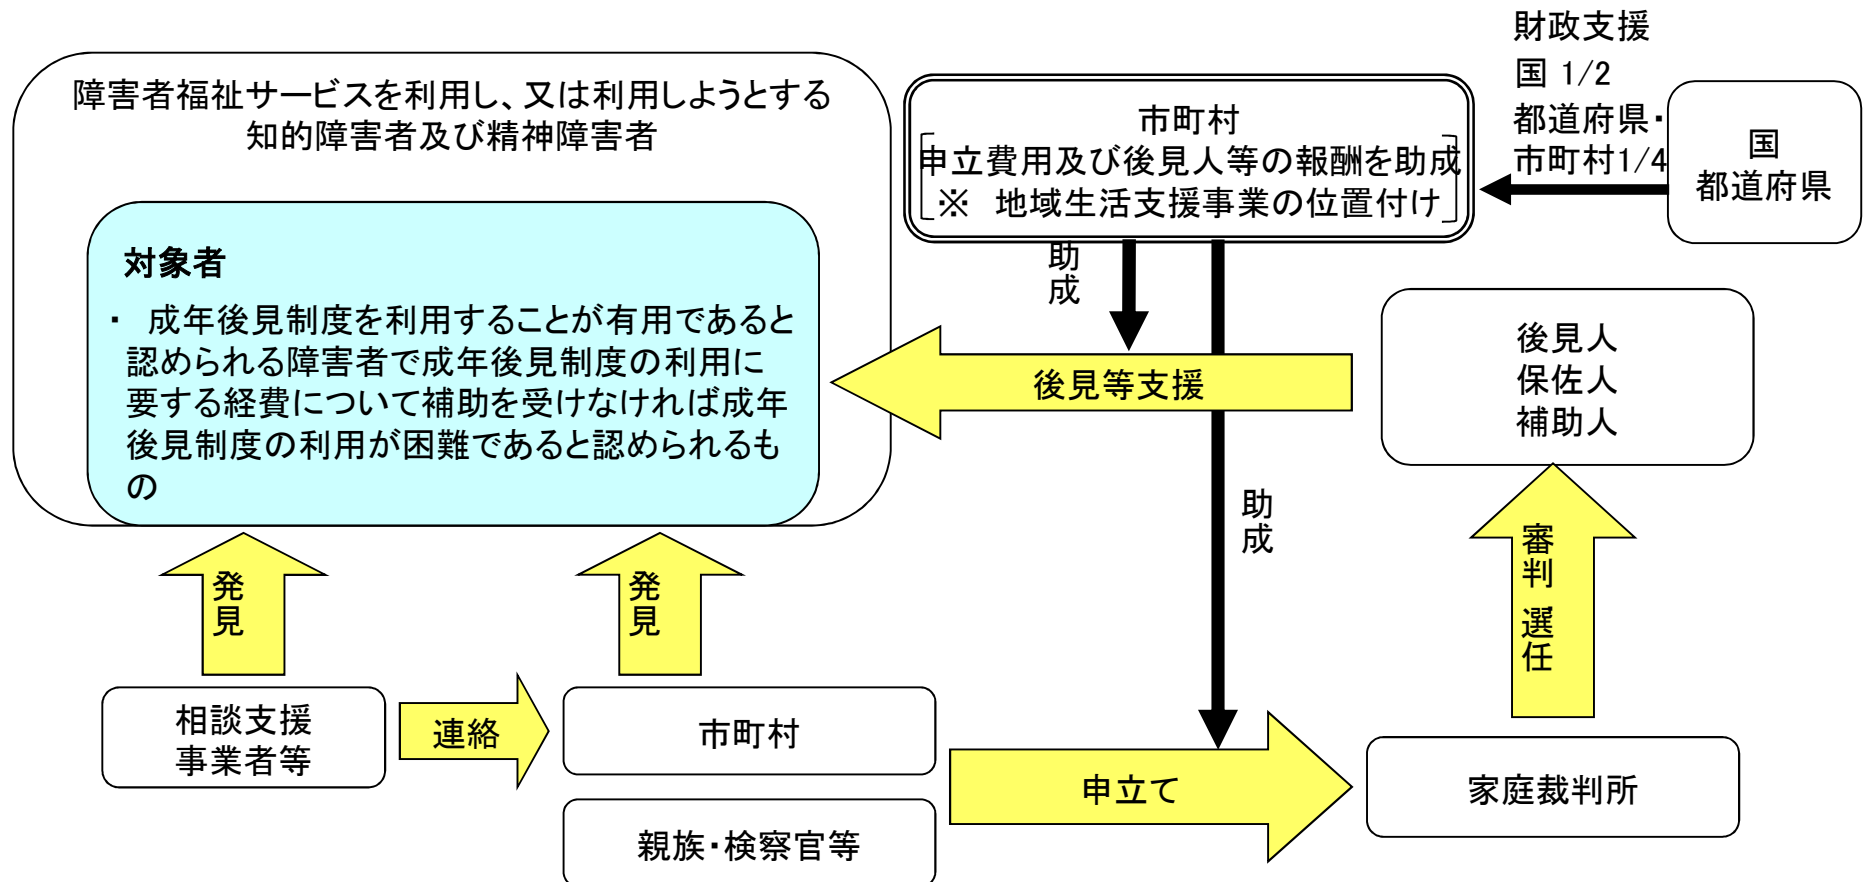 財政支援
国 1/2
都道府県・
市町村1/4
国
都道府県
障害者福祉サービスを利用し、又は利用しようとする
知的障害者及び精神障害者
市町村
申立費用及び後見人等の報酬を助成
※ 地域生活支援事業の位置付け
対象者
・ 成年後見制度を利用することが有用であると
認められる障害者で成年後見制度の利用に
要する経費について補助を受けなければ成年
後見制度の利用が困難であると認められるも
の
助成
後見等支援
後見人
保佐人
補助人
助成
審判 選任
発見
発見
相談支援
事業者等
連絡
市町村
申立て
家庭裁判所
親族・検察官等